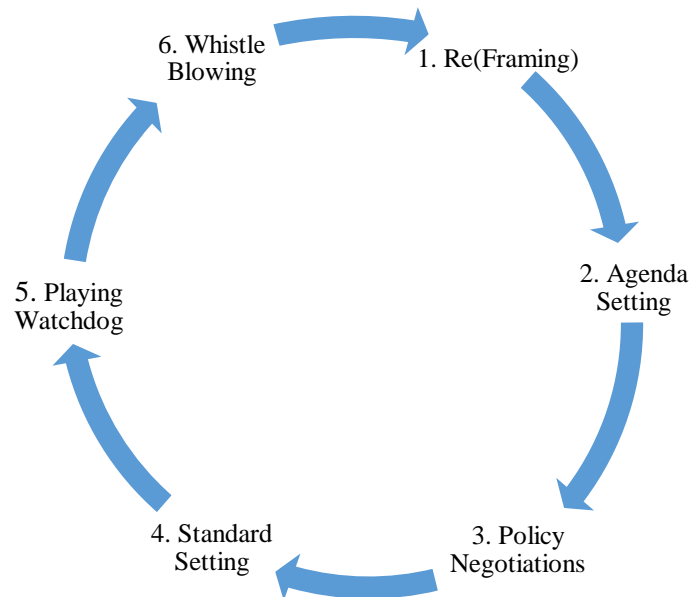 1. Re(Framing)
2. Agenda
Setting
3. Policy
Negotiations
4. Standard
Setting
5. Playing
Watchdog
6. Whistle
Blowing